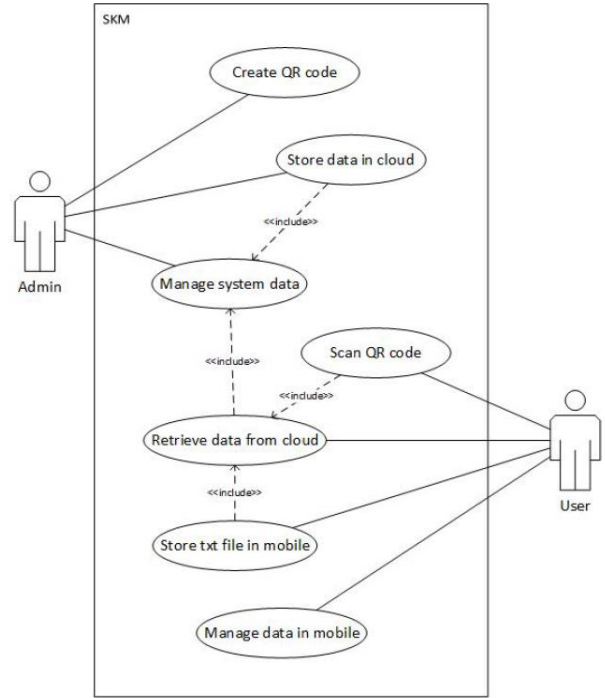 SKM
Create QR code
Store data in cloud
<<include>>
Admin
Manage system data
Scan QR code
<<include>>
<<include>>
Retrieve data from cloud
<<include>>
User
Store txt file in mobile
Manage data in mobile